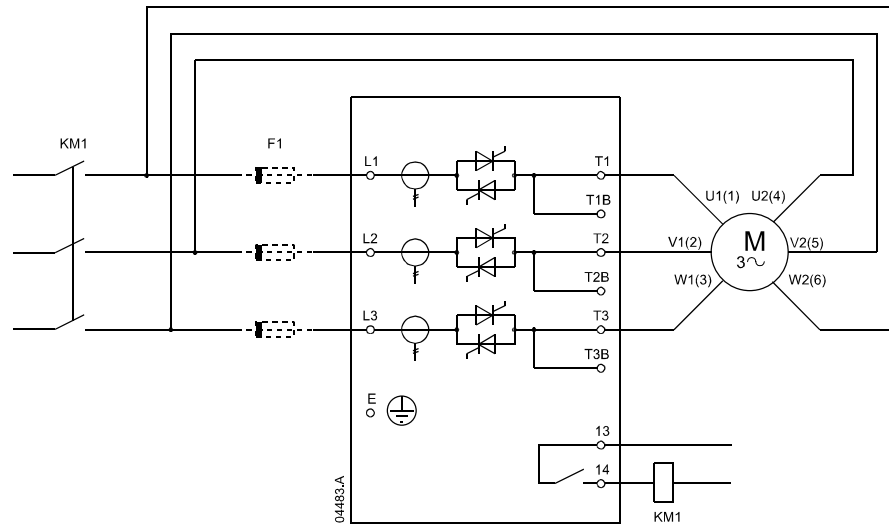 KM1
F1
L1
T1
T1B
U1(1)
U2(4)
L2
T2
T2B
V1(2)
M
3
V2(5)
W1(3)
W2(6)
L3
T3
T3B
E
13
14
04483.A
KM1